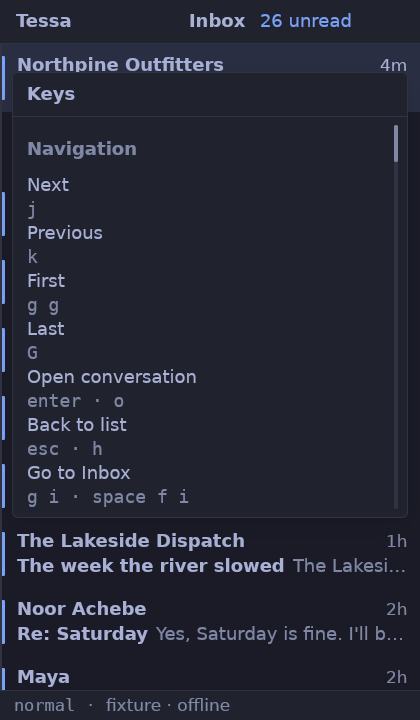 Tessa Inbox 26 unread
Northpine Outfitters 4m
Keys
Navigation
Next
j
Previous
k
First
g g
Last
G
Open conversation
enter · o
Back to list
esc · h
Go to Inbox
g i · space f i
The Lakeside Dispatch 1h
The week the river slowed The Lakesi…
Noor Achebe 2h
Re: Saturday Yes, Saturday is fine. I'll b…
Maya 2h
normal · fixture · offline